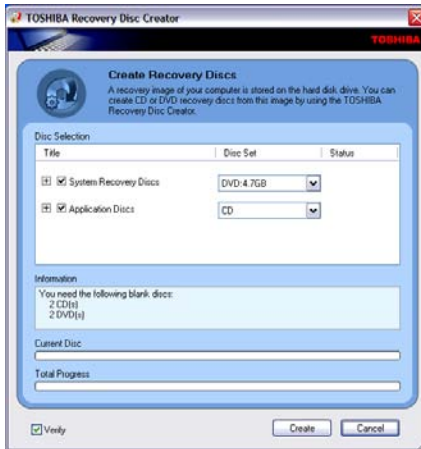 TOSHIBA Recovery Disc Creator
TOSHIBA
Create Recovery Discs
A recovery image of your computer is stored on the hard disk drive. You can
create CD or DVD recovery discs from this image by using the TOSHIBA
Recovery Disc Creator.
Disc Selection
Title Disc Set Status
System Recovery Discs DVD:4.7GB
Application Discs CD
Information
You need the following blank discs:
2 CD(s)
2 DVD(s)
Current Disc
Total Progress
Verify Create Cancel